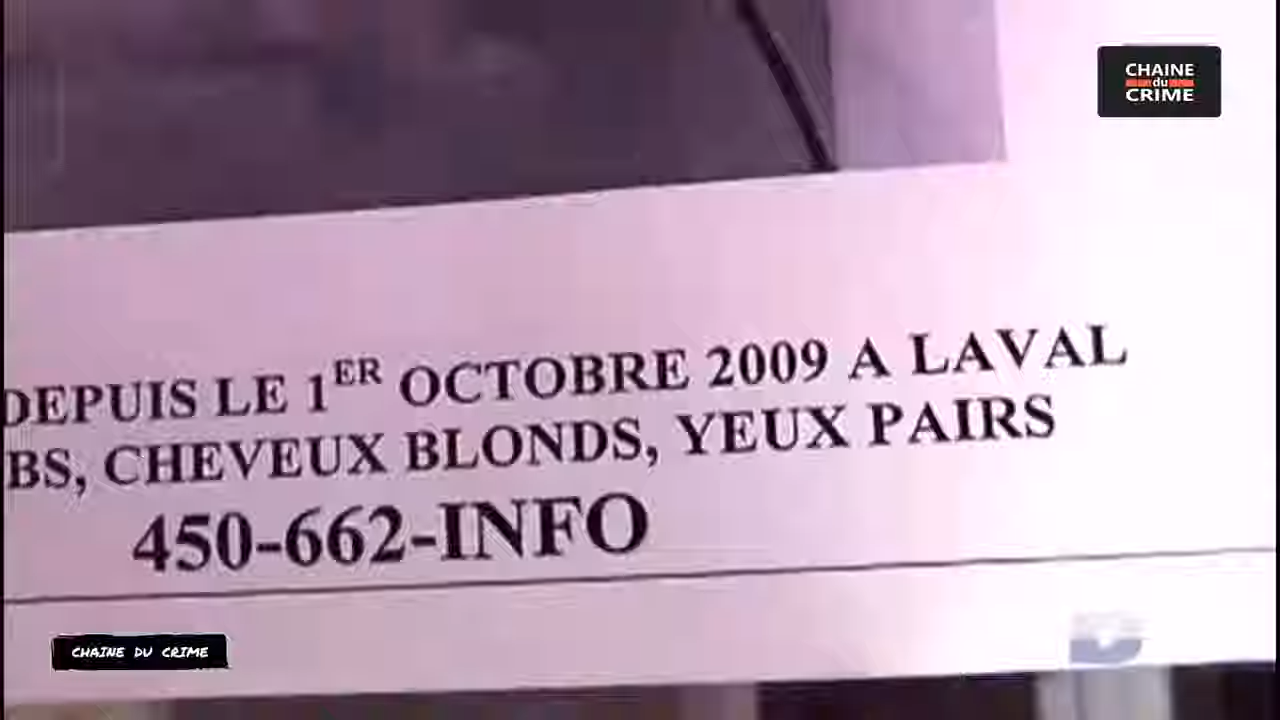 CHAINE
du
CRIME
DEPUIS LE 1ER OCTOBRE 2009 A LAVAL
BS, CHEVEUX BLONDS, YEUX PAIRS
450-662-INFO
CHAINE DU CRIME